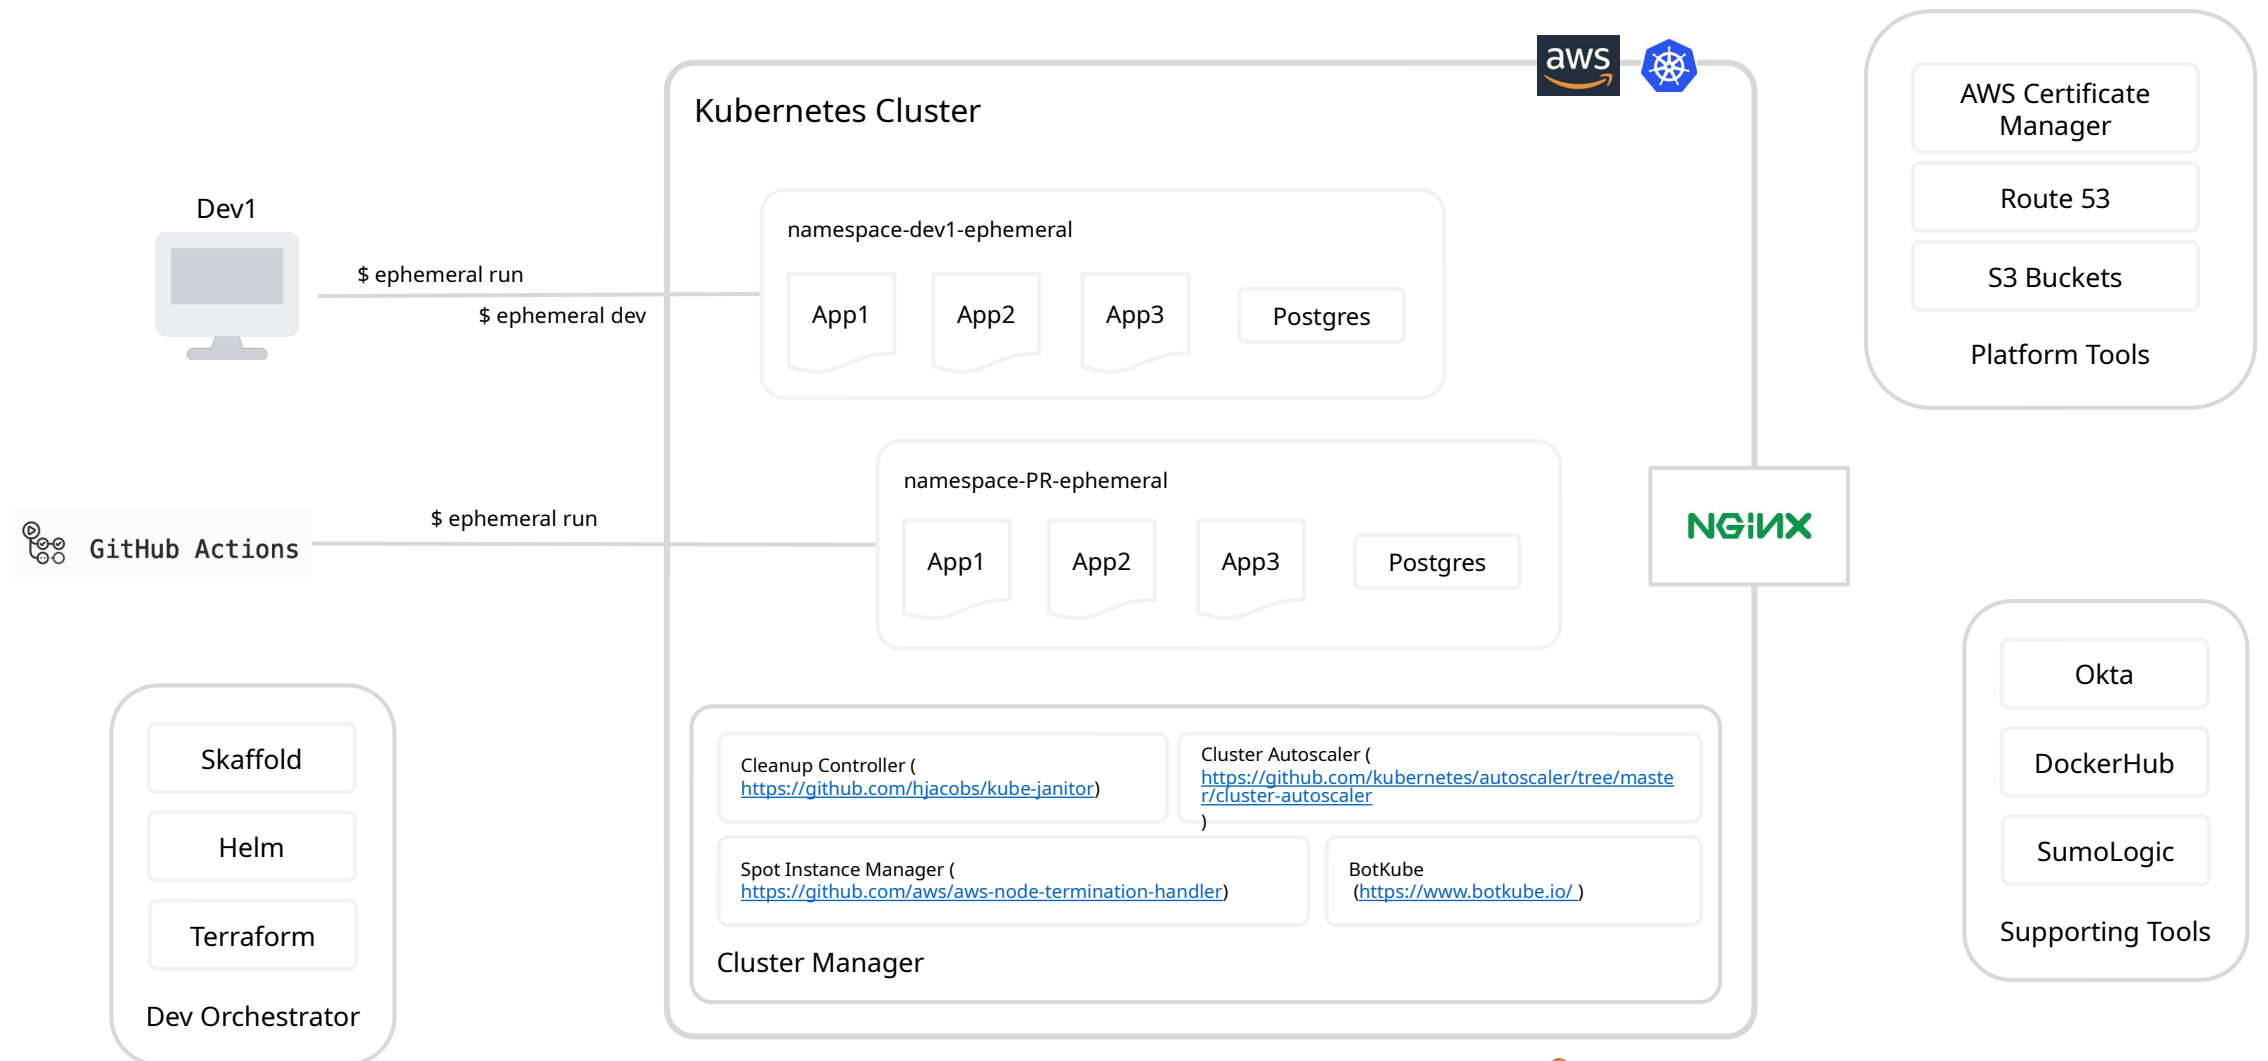 aws
Kubernetes Cluster
AWS Certificate
Manager
Route 53
S3 Buckets
Platform Tools
Dev1
$ ephemeral run
$ ephemeral dev
namespace-dev1-ephemeral
App1
App2
App3
Postgres
GitHub Actions
$ ephemeral run
namespace-PR-ephemeral
App1
App2
App3
Postgres
NGiNX
Skaffold
Helm
Terraform
Dev Orchestrator
Cleanup Controller (
https://github.com/hjacobs/kube-janitor)
Cluster Autoscaler (
https://github.com/kubernetes/autoscaler/tree/maste
r/cluster-autoscaler
)
Spot Instance Manager (
https://github.com/aws/aws-node-termination-handler)
BotKube
(https://www.botkube.io/ )
Cluster Manager
Okta
DockerHub
SumoLogic
Supporting Tools